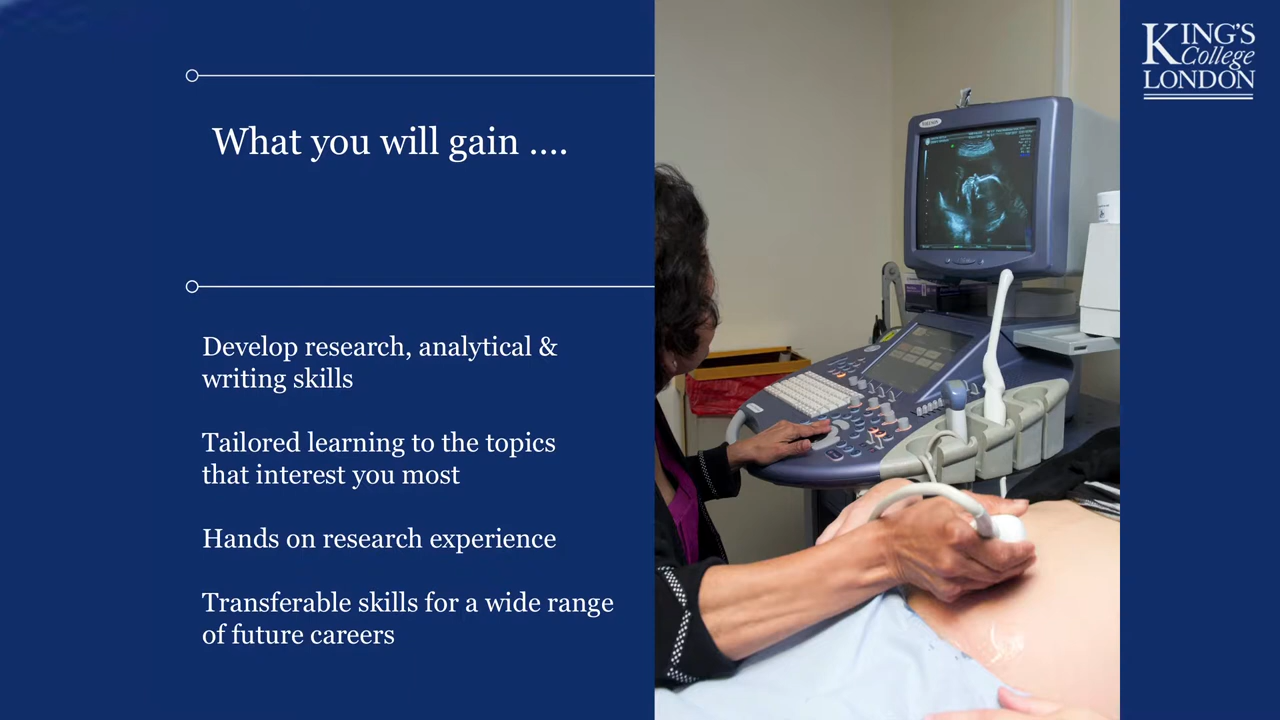 What you will gain ....
Develop research, analytical &
writing skills
Tailored learning to the topics
that interest you most
Hands on research experience
Transferable skills for a wide range
of future careers
KING'S
College
LONDON